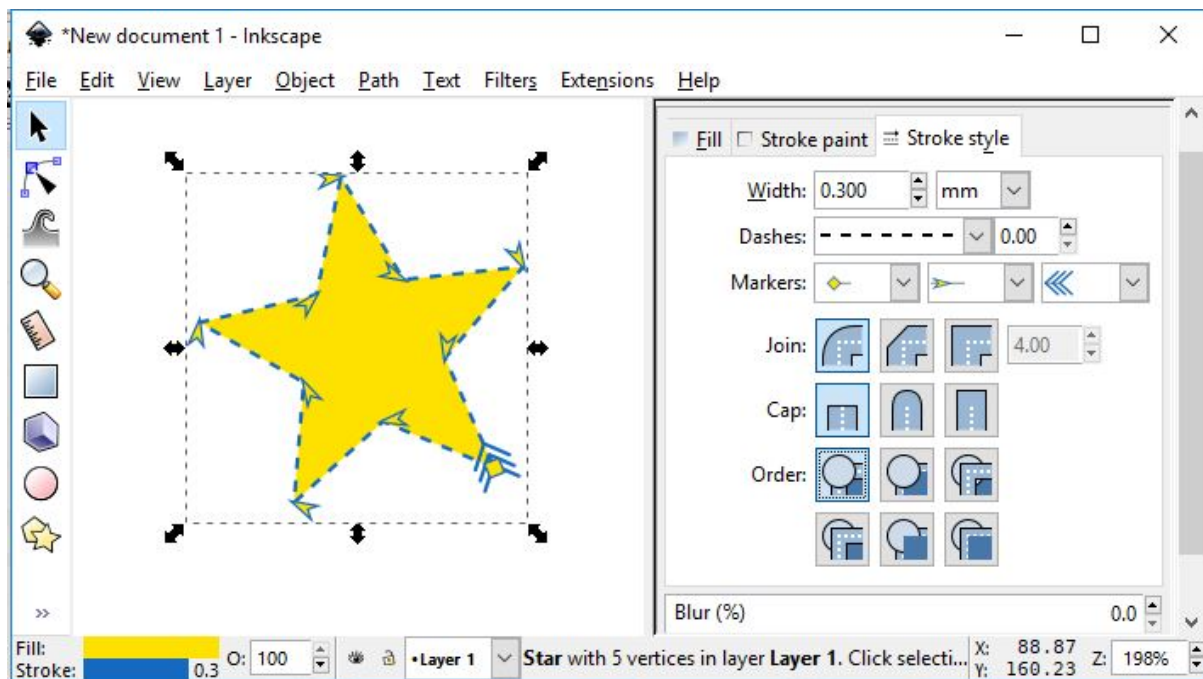 *New document 1 - Inkscape
File Edit View Layer Object Path Text Filters Extensions Help
Fill Stroke paint Stroke style
Width: 0.300 mm
Dashes: 0.00
Markers:
Join: 4.00
Cap:
Order:
Blur (%) 0.0
Fill:
Stroke: 0.3 O: 100 •Layer 1 Star with 5 vertices in layer Layer 1. Click selecti... X: 88.87 Z: 198%
Y: 160.23